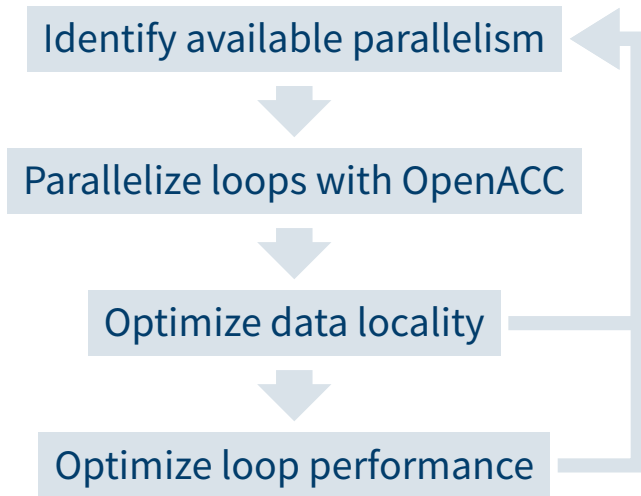 Identify available parallelism
Parallelize loops with OpenACC
Optimize data locality
Optimize loop performance